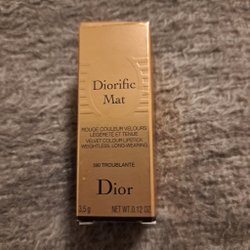 Diorific
Mat
ROUGE COULEUR VELOURS
LÉGÈRETÉ ET TENUE
VELVET COLOUR LIPSTICK
WEIGHTLESS, LONG-WEARING
590 TROUBLANTE
Dior
3.5 g NET WT. 0.12 OZ